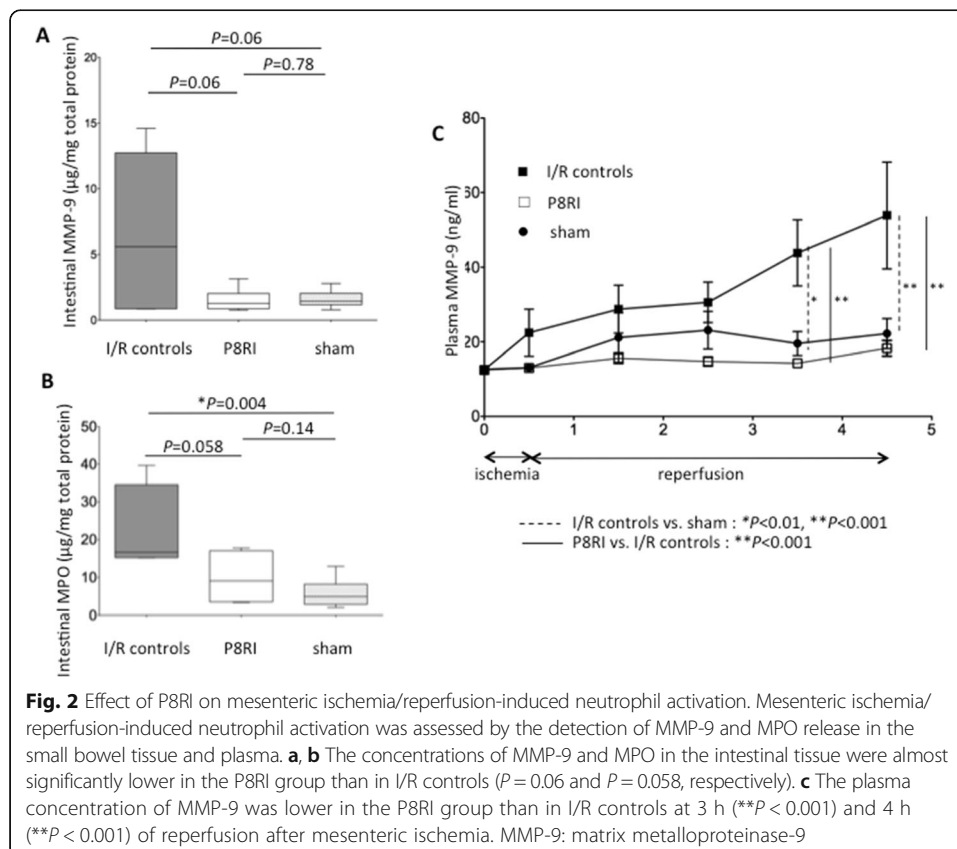 A
P=0.06
P=0.06
P=0.78
Intestinal MMP-9 (µg/mg total protein)
20
15
10
5
0
I/R controls
P8RI
sham
B
*P=0.004
P=0.058
P=0.14
Intestinal MPO (µg/mg total protein)
50
40
30
20
10
0
I/R controls
P8RI
sham
C
Plasma MMP-9 (ng/ml)
80
60
40
20
0
I/R controls
P8RI
sham
*
**
**
**
0 1 2 3 4 5
ischemia reperfusion
I/R controls vs. sham : *P<0.01, **P<0.001
P8RI vs. I/R controls : **P<0.001
Fig. 2 Effect of P8RI on mesenteric ischemia/reperfusion-induced neutrophil activation. Mesenteric ischemia/
reperfusion-induced neutrophil activation was assessed by the detection of MMP-9 and MPO release in the
small bowel tissue and plasma. a, b The concentrations of MMP-9 and MPO in the intestinal tissue were almost
significantly lower in the P8RI group than in I/R controls (P = 0.06 and P = 0.058, respectively). c The plasma
concentration of MMP-9 was lower in the P8RI group than in I/R controls at 3 h (**P < 0.001) and 4 h
(**P < 0.001) of reperfusion after mesenteric ischemia. MMP-9: matrix metalloproteinase-9